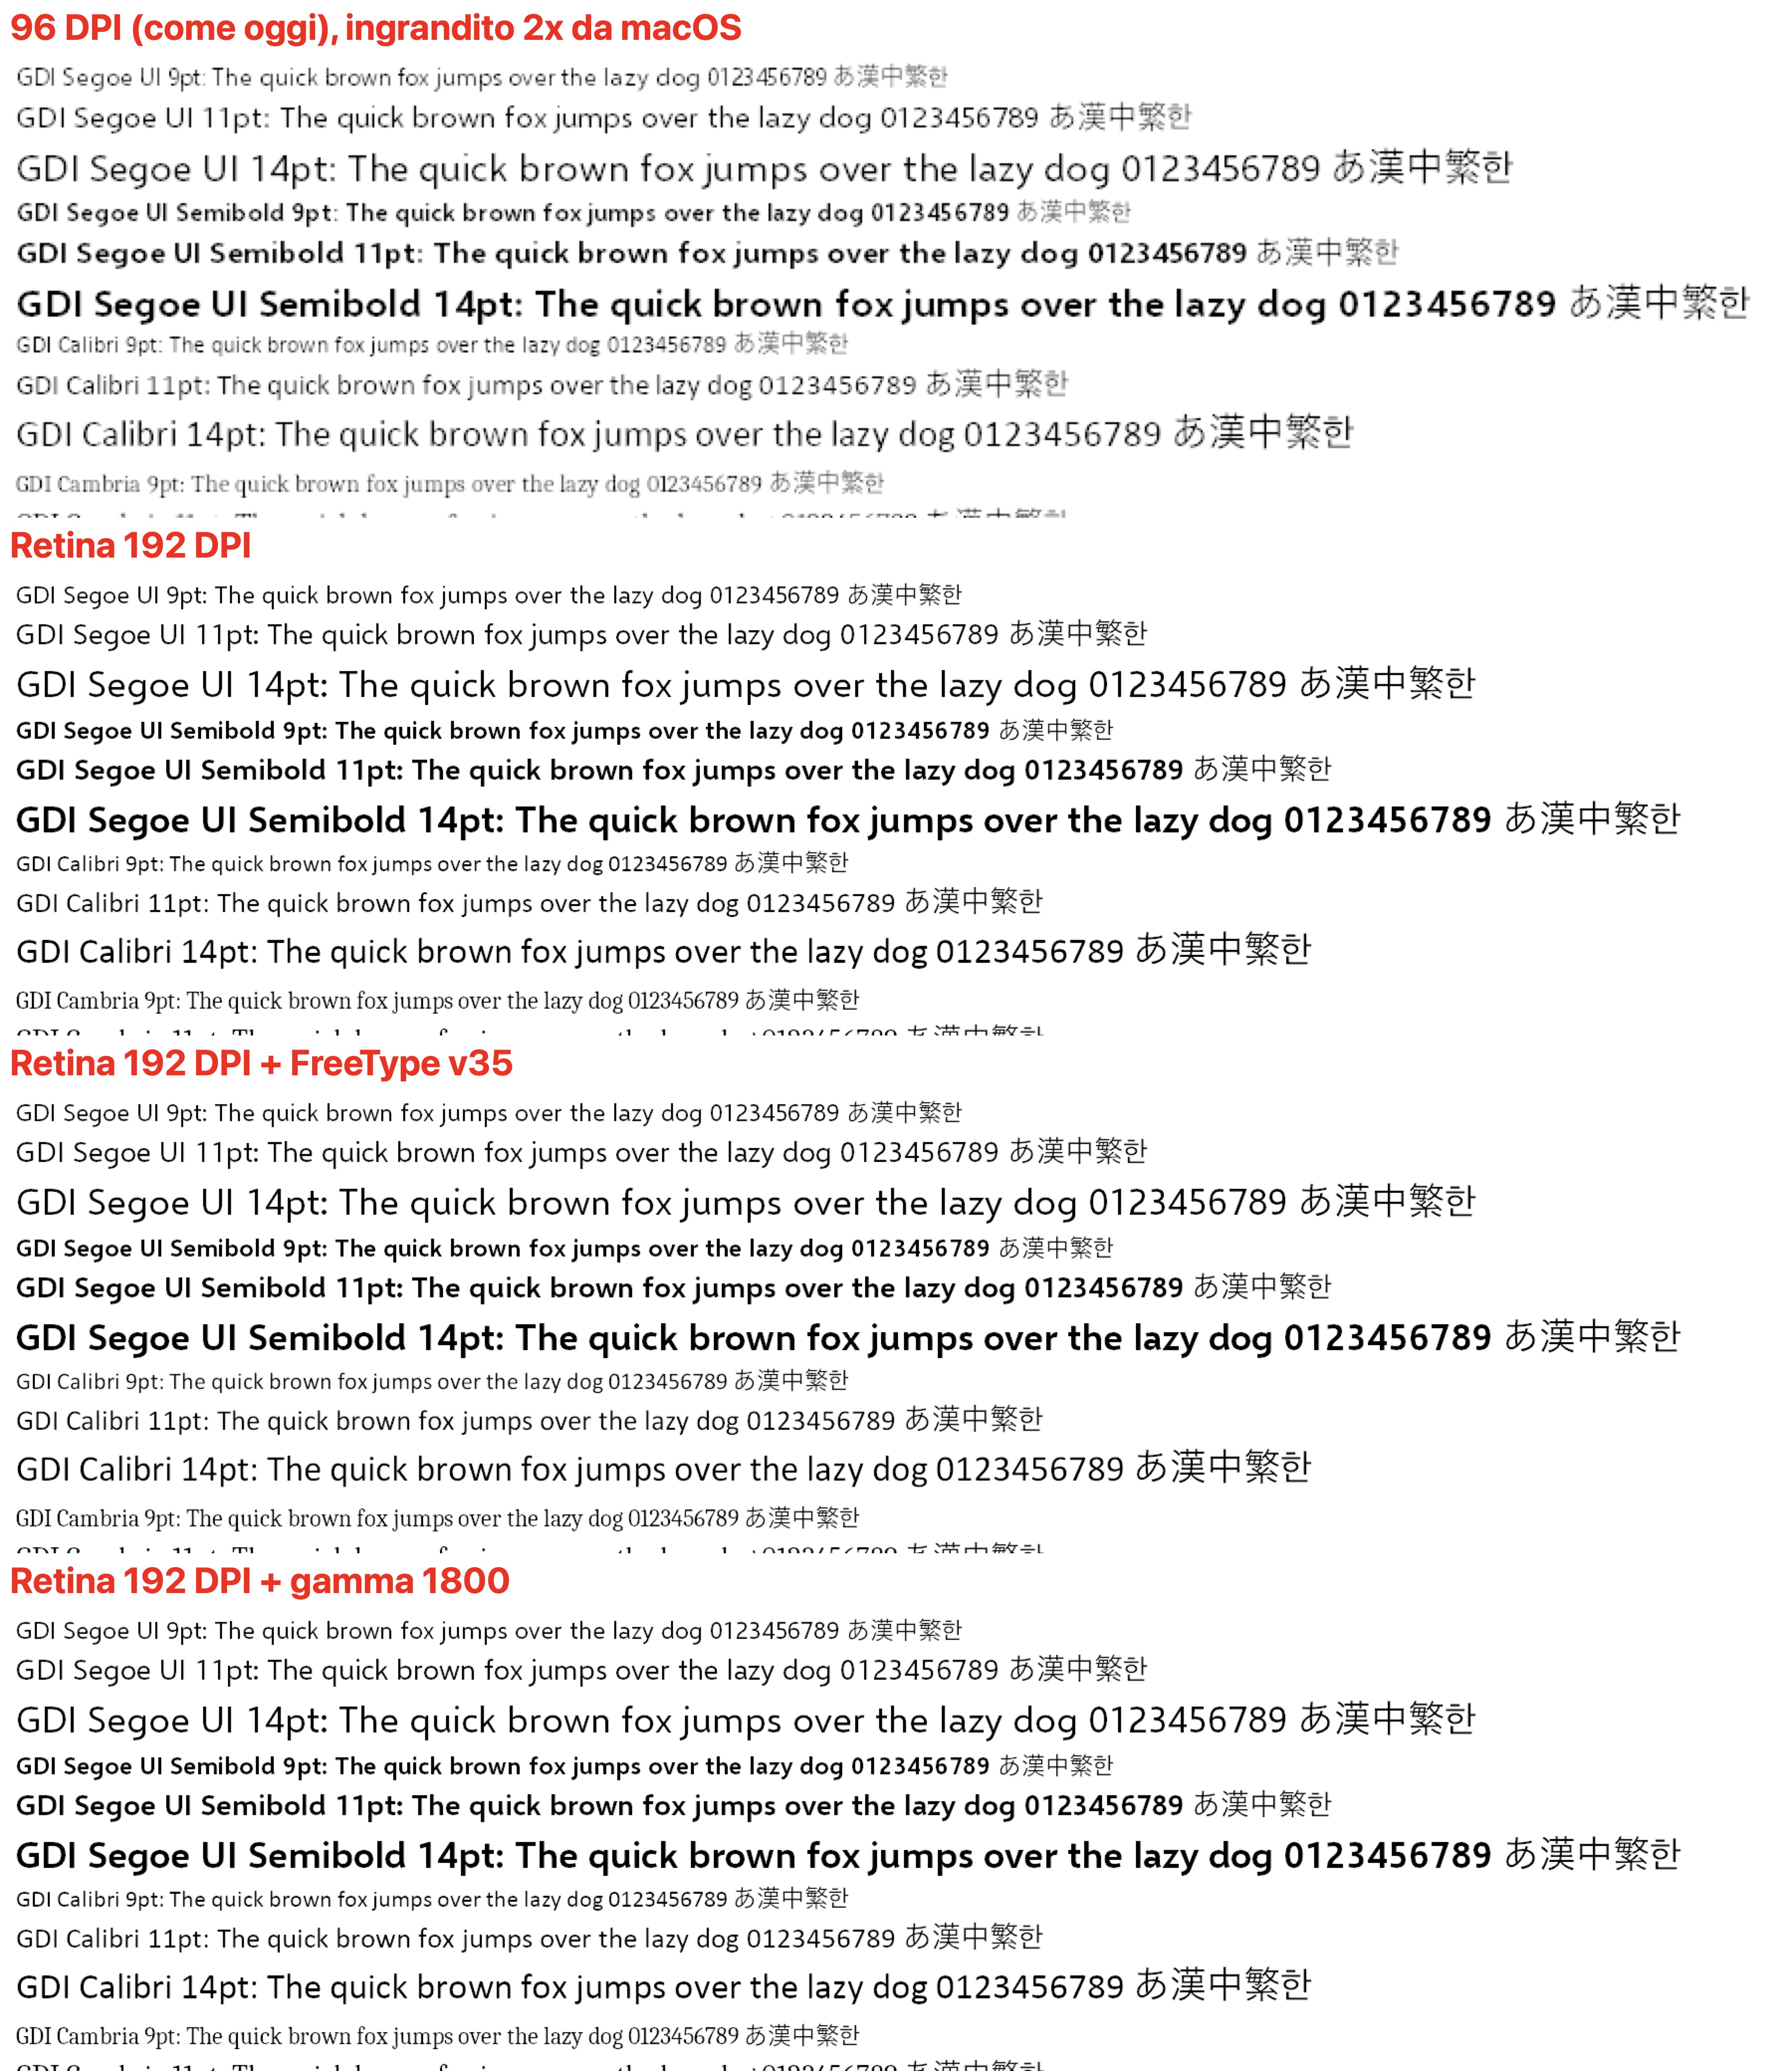 96 DPI (come oggi), ingrandito 2x da macOS
GDI Segoe UI 9pt: The quick brown fox jumps over the lazy dog 0123456789 あ漢中繁한
GDI Segoe UI 11pt: The quick brown fox jumps over the lazy dog 0123456789 あ漢中繁한
GDI Segoe UI 14pt: The quick brown fox jumps over the lazy dog 0123456789 あ漢中繁한
GDI Segoe UI Semibold 9pt: The quick brown fox jumps over the lazy dog 0123456789 あ漢中繁한
GDI Segoe UI Semibold 11pt: The quick brown fox jumps over the lazy dog 0123456789 あ漢中繁한
GDI Segoe UI Semibold 14pt: The quick brown fox jumps over the lazy dog 0123456789 あ漢中繁한
GDI Calibri 9pt: The quick brown fox jumps over the lazy dog 0123456789 あ漢中繁한
GDI Calibri 11pt: The quick brown fox jumps over the lazy dog 0123456789 あ漢中繁한
GDI Calibri 14pt: The quick brown fox jumps over the lazy dog 0123456789 あ漢中繁한
GDI Cambria 9pt: The quick brown fox jumps over the lazy dog 0123456789 あ漢中繁한
Retina 192 DPI
GDI Segoe UI 9pt: The quick brown fox jumps over the lazy dog 0123456789 あ漢中繁한
GDI Segoe UI 11pt: The quick brown fox jumps over the lazy dog 0123456789 あ漢中繁한
GDI Segoe UI 14pt: The quick brown fox jumps over the lazy dog 0123456789 あ漢中繁한
GDI Segoe UI Semibold 9pt: The quick brown fox jumps over the lazy dog 0123456789 あ漢中繁한
GDI Segoe UI Semibold 11pt: The quick brown fox jumps over the lazy dog 0123456789 あ漢中繁한
GDI Segoe UI Semibold 14pt: The quick brown fox jumps over the lazy dog 0123456789 あ漢中繁한
GDI Calibri 9pt: The quick brown fox jumps over the lazy dog 0123456789 あ漢中繁한
GDI Calibri 11pt: The quick brown fox jumps over the lazy dog 0123456789 あ漢中繁한
GDI Calibri 14pt: The quick brown fox jumps over the lazy dog 0123456789 あ漢中繁한
GDI Cambria 9pt: The quick brown fox jumps over the lazy dog 0123456789 あ漢中繁한
Retina 192 DPI + FreeType v35
GDI Segoe UI 9pt: The quick brown fox jumps over the lazy dog 0123456789 あ漢中繁한
GDI Segoe UI 11pt: The quick brown fox jumps over the lazy dog 0123456789 あ漢中繁한
GDI Segoe UI 14pt: The quick brown fox jumps over the lazy dog 0123456789 あ漢中繁한
GDI Segoe UI Semibold 9pt: The quick brown fox jumps over the lazy dog 0123456789 あ漢中繁한
GDI Segoe UI Semibold 11pt: The quick brown fox jumps over the lazy dog 0123456789 あ漢中繁한
GDI Segoe UI Semibold 14pt: The quick brown fox jumps over the lazy dog 0123456789 あ漢中繁한
GDI Calibri 9pt: The quick brown fox jumps over the lazy dog 0123456789 あ漢中繁한
GDI Calibri 11pt: The quick brown fox jumps over the lazy dog 0123456789 あ漢中繁한
GDI Calibri 14pt: The quick brown fox jumps over the lazy dog 0123456789 あ漢中繁한
GDI Cambria 9pt: The quick brown fox jumps over the lazy dog 0123456789 あ漢中繁한
Retina 192 DPI + gamma 1800
GDI Segoe UI 9pt: The quick brown fox jumps over the lazy dog 0123456789 あ漢中繁한
GDI Segoe UI 11pt: The quick brown fox jumps over the lazy dog 0123456789 あ漢中繁한
GDI Segoe UI 14pt: The quick brown fox jumps over the lazy dog 0123456789 あ漢中繁한
GDI Segoe UI Semibold 9pt: The quick brown fox jumps over the lazy dog 0123456789 あ漢中繁한
GDI Segoe UI Semibold 11pt: The quick brown fox jumps over the lazy dog 0123456789 あ漢中繁한
GDI Segoe UI Semibold 14pt: The quick brown fox jumps over the lazy dog 0123456789 あ漢中繁한
GDI Calibri 9pt: The quick brown fox jumps over the lazy dog 0123456789 あ漢中繁한
GDI Calibri 11pt: The quick brown fox jumps over the lazy dog 0123456789 あ漢中繁한
GDI Calibri 14pt: The quick brown fox jumps over the lazy dog 0123456789 あ漢中繁한
GDI Cambria 9pt: The quick brown fox jumps over the lazy dog 0123456789 あ漢中繁한